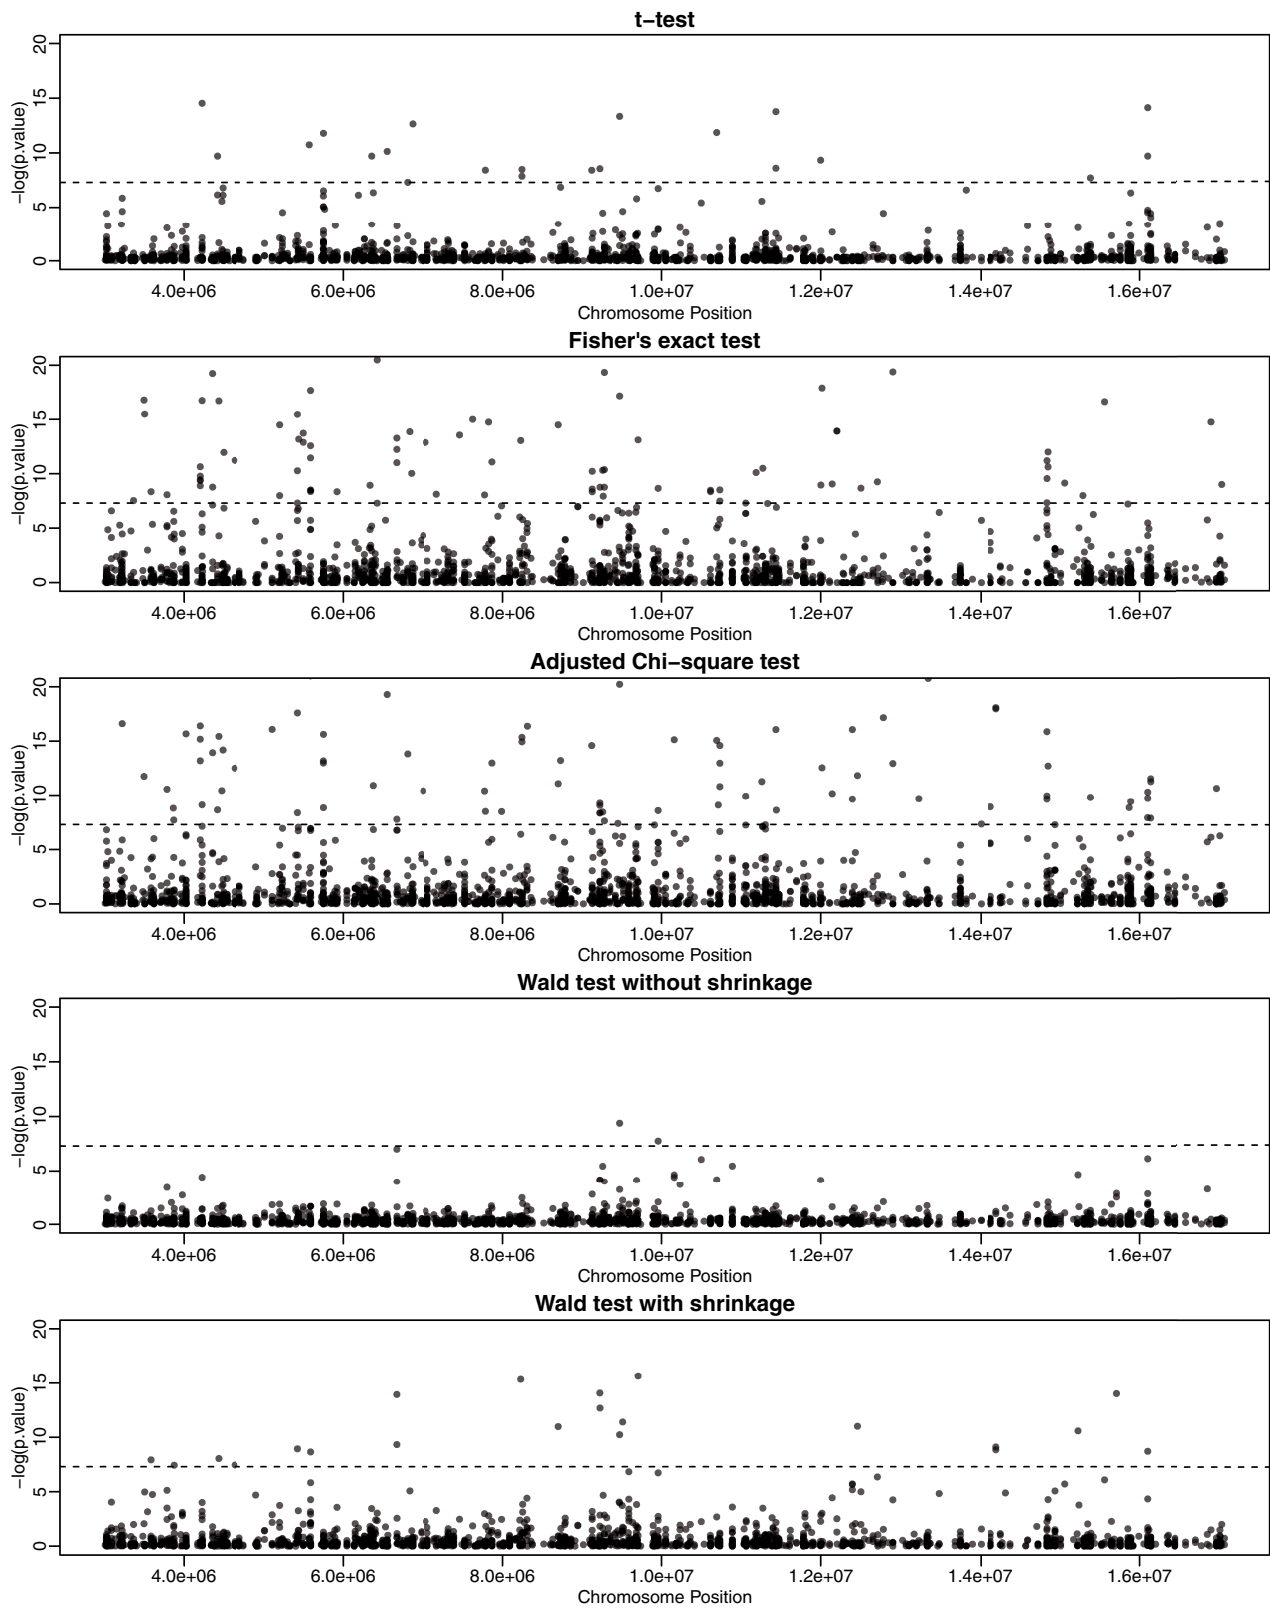 t−test
20
15
10
5
0
−log(p.value)
4.0e+06 6.0e+06 8.0e+06 1.0e+07 1.2e+07 1.4e+07 1.6e+07
Chromosome Position
Fisher's exact test
20
15
10
5
0
−log(p.value)
4.0e+06 6.0e+06 8.0e+06 1.0e+07 1.2e+07 1.4e+07 1.6e+07
Chromosome Position
Adjusted Chi−square test
20
15
10
5
0
−log(p.value)
4.0e+06 6.0e+06 8.0e+06 1.0e+07 1.2e+07 1.4e+07 1.6e+07
Chromosome Position
Wald test without shrinkage
20
15
10
5
0
−log(p.value)
4.0e+06 6.0e+06 8.0e+06 1.0e+07 1.2e+07 1.4e+07 1.6e+07
Chromosome Position
Wald test with shrinkage
20
15
10
5
0
−log(p.value)
4.0e+06 6.0e+06 8.0e+06 1.0e+07 1.2e+07 1.4e+07 1.6e+07
Chromosome Position